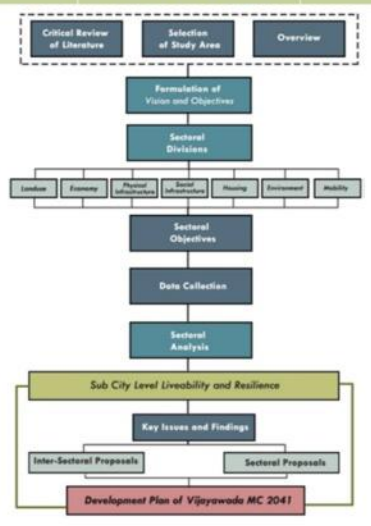 Critical Review
of Literature
Selection
of Study Area
Overview
Formulation of
Vision and Objectives
Sectoral
Divisions
Landuse
Economy
Physical
Infrastructure
Social
Infrastructure
Housing
Environment
Mobility
Sectoral
Objectives
Data Collection
Sectoral
Analysis
Sub City Level Liveability and Resilience
Key Issues and Findings
Inter-Sectoral Proposals
Sectoral Proposals
Development Plan of Vijayawada MC 2041